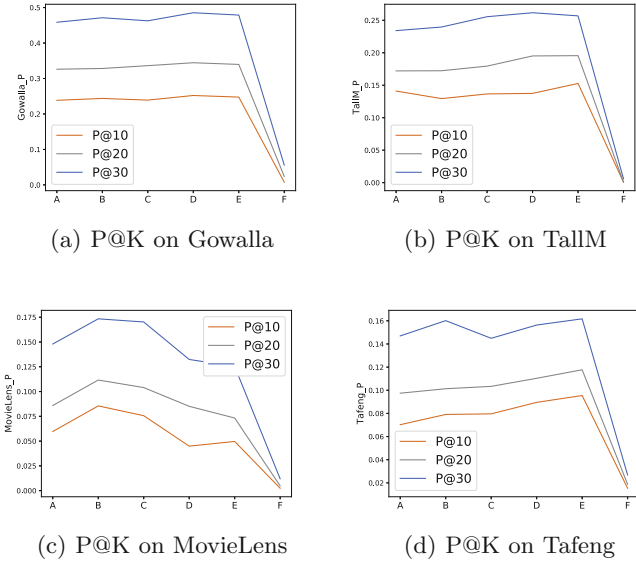 0.5
0.4
0.3
0.2
0.1
0.0
Gowalla_P
P@10
P@20
P@30
A B C D E F
(a) P@K on Gowalla
0.25
0.20
0.15
0.10
0.05
0.00
TallM_P
P@10
P@20
P@30
A B C D E F
(b) P@K on TallM
0.175
0.150
0.125
0.100
0.075
0.050
0.025
0.000
MovieLens_P
P@10
P@20
P@30
A B C D E F
(c) P@K on MovieLens
0.16
0.14
0.12
0.10
0.08
0.06
0.04
0.02
Tafeng_P
P@10
P@20
P@30
A B C D E F
(d) P@K on Tafeng